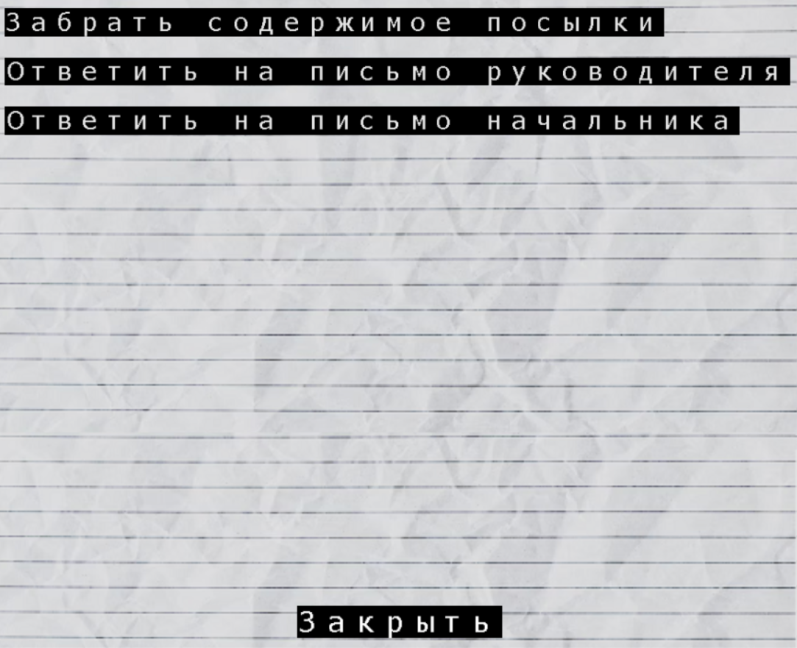 Забрать содержимое посылки
Ответить на письмо руководителя
Ответить на письмо начальника
Закрыть